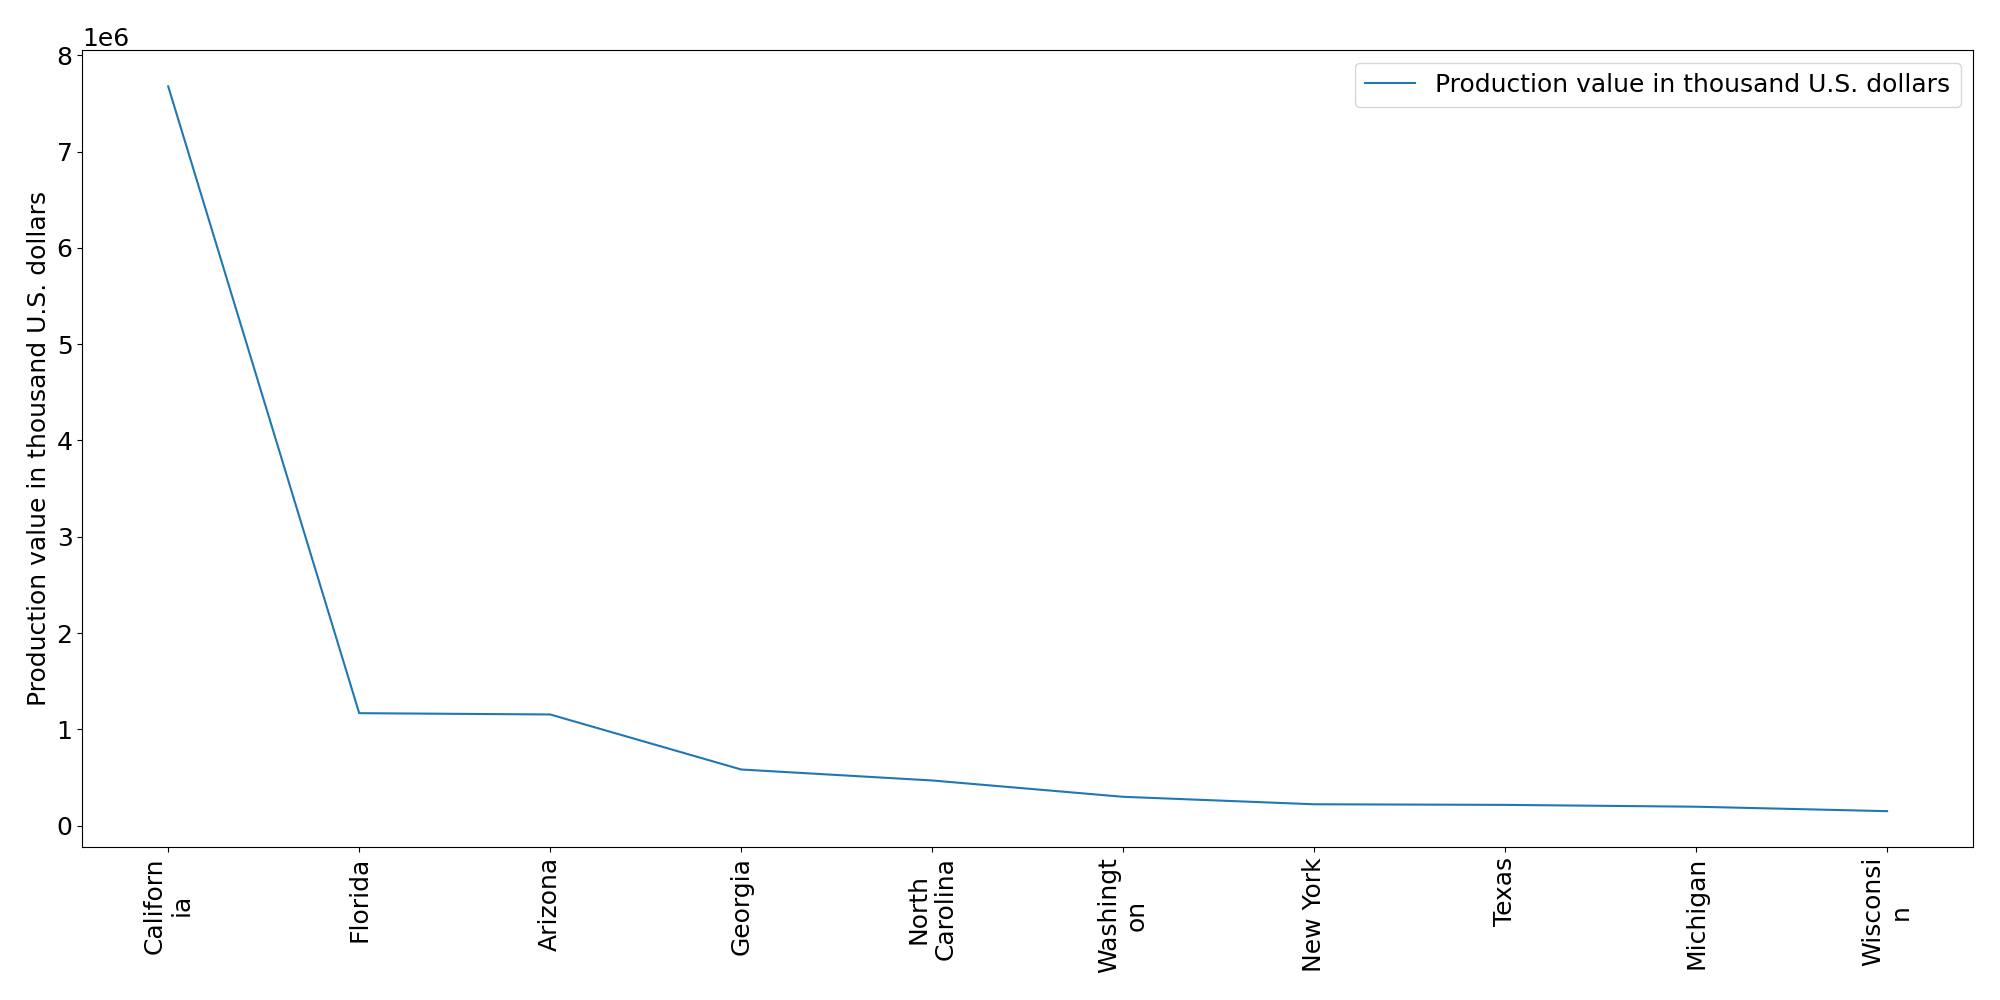 1e6
8
7
6
5
4
3
2
1
0
Production value in thousand U.S. dollars
Production value in thousand U.S. dollars
Californ
ia
Florida
Arizona
Georgia
North
Carolina
Washingt
on
New York
Texas
Michigan
Wisconsi
n